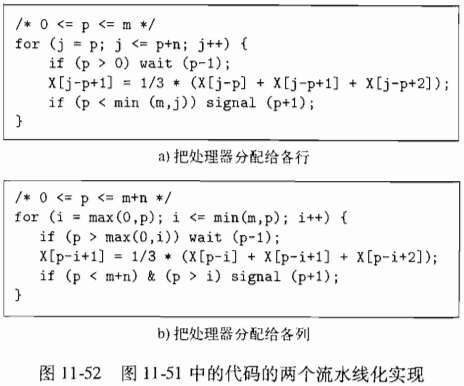 /* 0 <= p <= m */
for (j = p; j <= p+n; j++) {
    if (p > 0) wait (p-1);
    X[j-p+1] = 1/3 * (X[j-p] + X[j-p+1] + X[j-p+2]);
    if (p < min (m,j)) signal (p+1);
}
a) 把处理器分配给各行
/* 0 <= p <= m+n */
for (i = max(0,p); i <= min(m,p); i++) {
    if (p > max(0,i)) wait (p-1);
    X[p-i+1] = 1/3 * (X[p-i] + X[p-i+1] + X[p-i+2]);
    if (p < m+n) & (p > i) signal (p+1);
}
b) 把处理器分配给各列
图 11-52 图 11-51 中的代码的两个流水线化实现